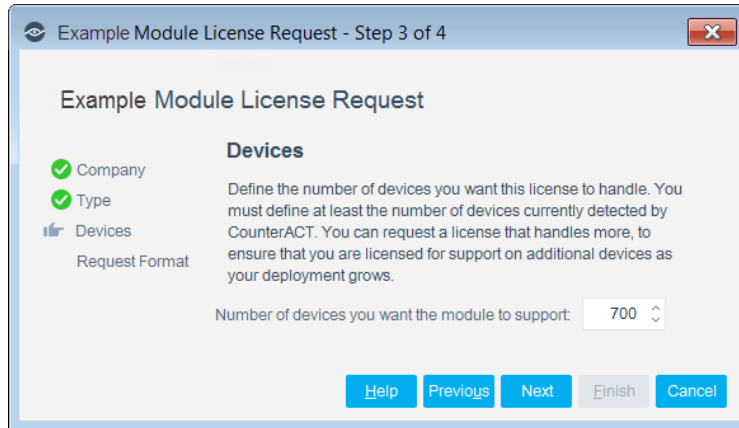 Example Module License Request - Step 3 of 4
Example Module License Request
Company
Type
Devices
Request Format
Devices
Define the number of devices you want this license to handle. You
must define at least the number of devices currently detected by
CounterACT. You can request a license that handles more, to
ensure that you are licensed for support on additional devices as
your deployment grows.
Number of devices you want the module to support: 700
Help Previous Next Finish Cancel